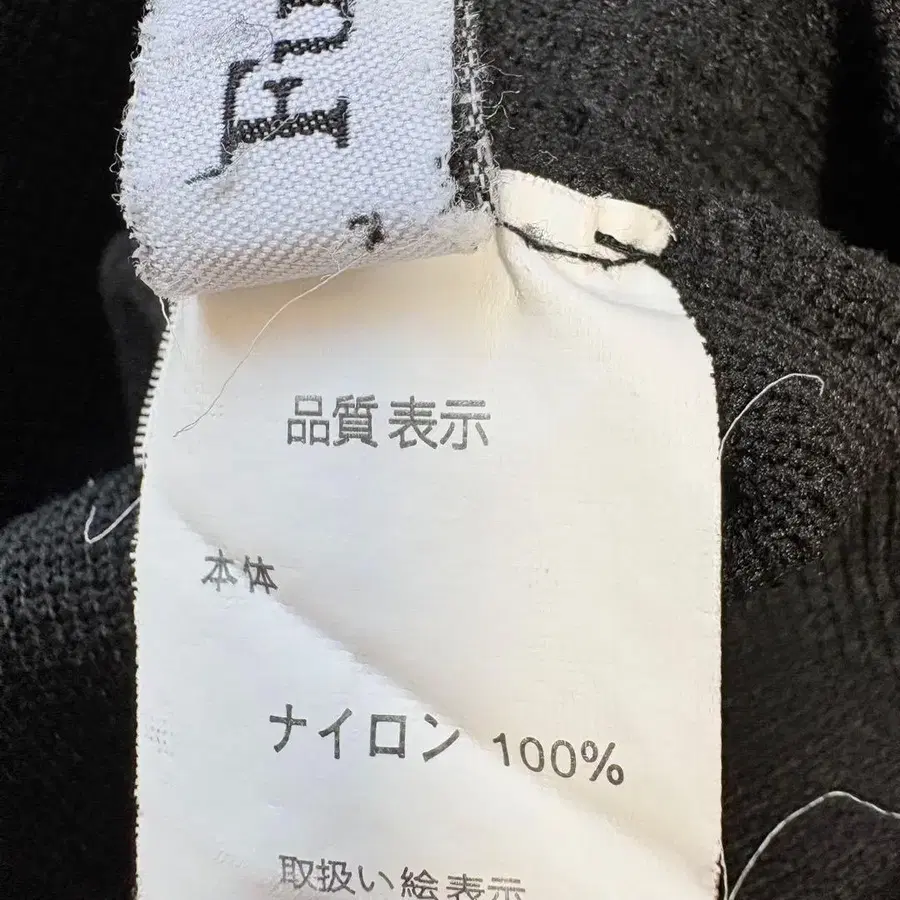 品質表示
本体
ナイロン 100%
取扱い絵表示